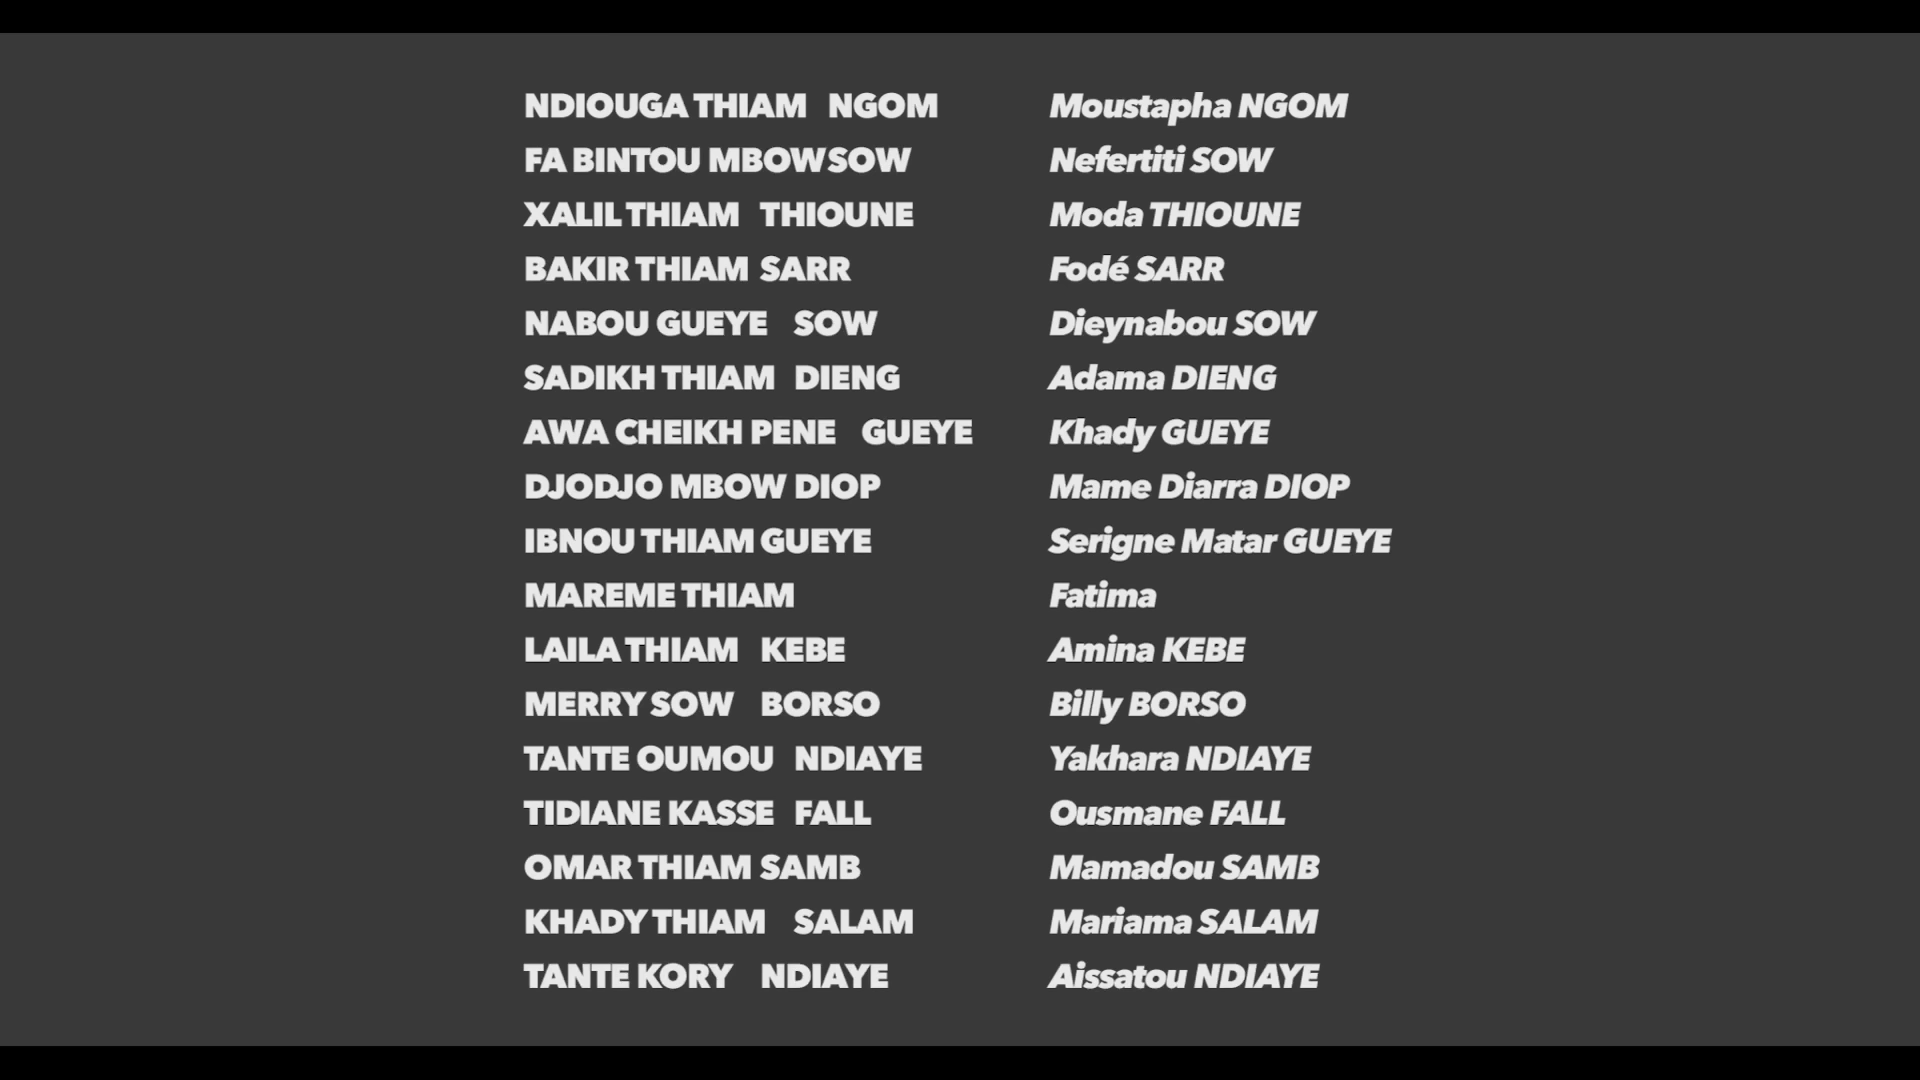 NDIOUGA THIAM NGOM Moustapha NGOM
FA BINTOU MBOWSOW Nefertiti SOW
XALIL THIAM THIOUNE Moda THIOUNE
BAKIR THIAM SARR Fodé SARR
NABOU GUEYE SOW Dieynabou SOW
SADIKH THIAM DIENG Adama DIENG
AWA CHEIKH PENE GUEYE Khady GUEYE
DJODJO MBOW DIOP Mame Diarra DIOP
IBNOU THIAM GUEYE Serigne Matar GUEYE
MAREME THIAM Fatima
LAILA THIAM KEBE Amina KEBE
MERRY SOW BORSO Billy BORSO
TANTE OUMOU NDIAYE Yakhara NDIAYE
TIDIANE KASSE FALL Ousmane FALL
OMAR THIAM SAMB Mamadou SAMB
KHADY THIAM SALAM Mariama SALAM
TANTE KORY NDIAYE Aissatou NDIAYE